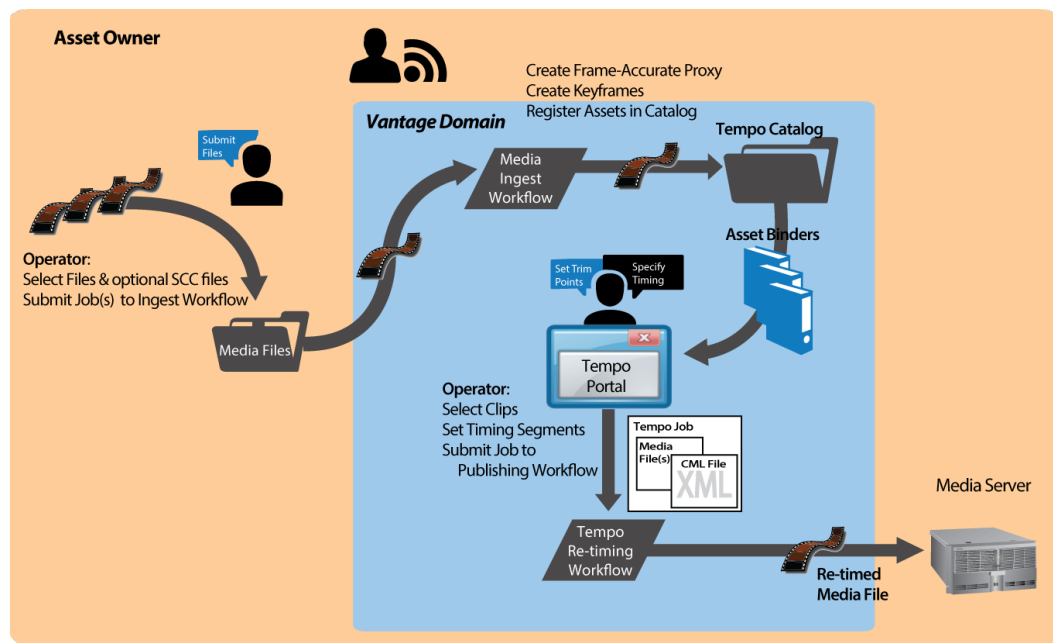 Asset Owner
Create Frame-Accurate Proxy
Create Keyframes
Register Assets in Catalog
Vantage Domain
Tempo Catalog
Submit
Files
Media
Ingest
Workflow
Operator:
Select Files & optional SCC files
Submit Job(s) to Ingest Workflow
Media Files
Asset Binders
Set Trim
Points
Specify
Timing
Tempo
Portal
Operator:
Select Clips
Set Timing Segments
Submit Job to
Publishing Workflow
Tempo Job
Media
File(s)
CML File
XML
Media Server
Tempo
Re-timing
Workflow
Re-timed
Media File